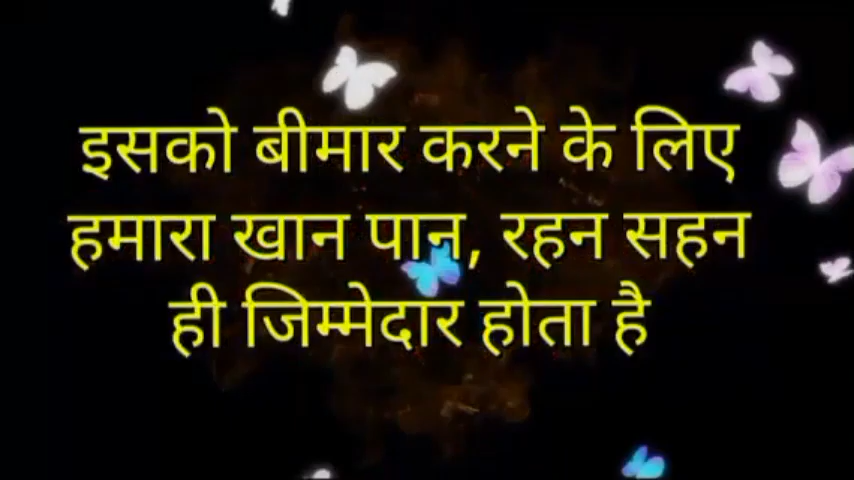 इसको बीमार करने के लिए
हमारा खान पान, रहन सहन
ही जिम्मेदार होता है